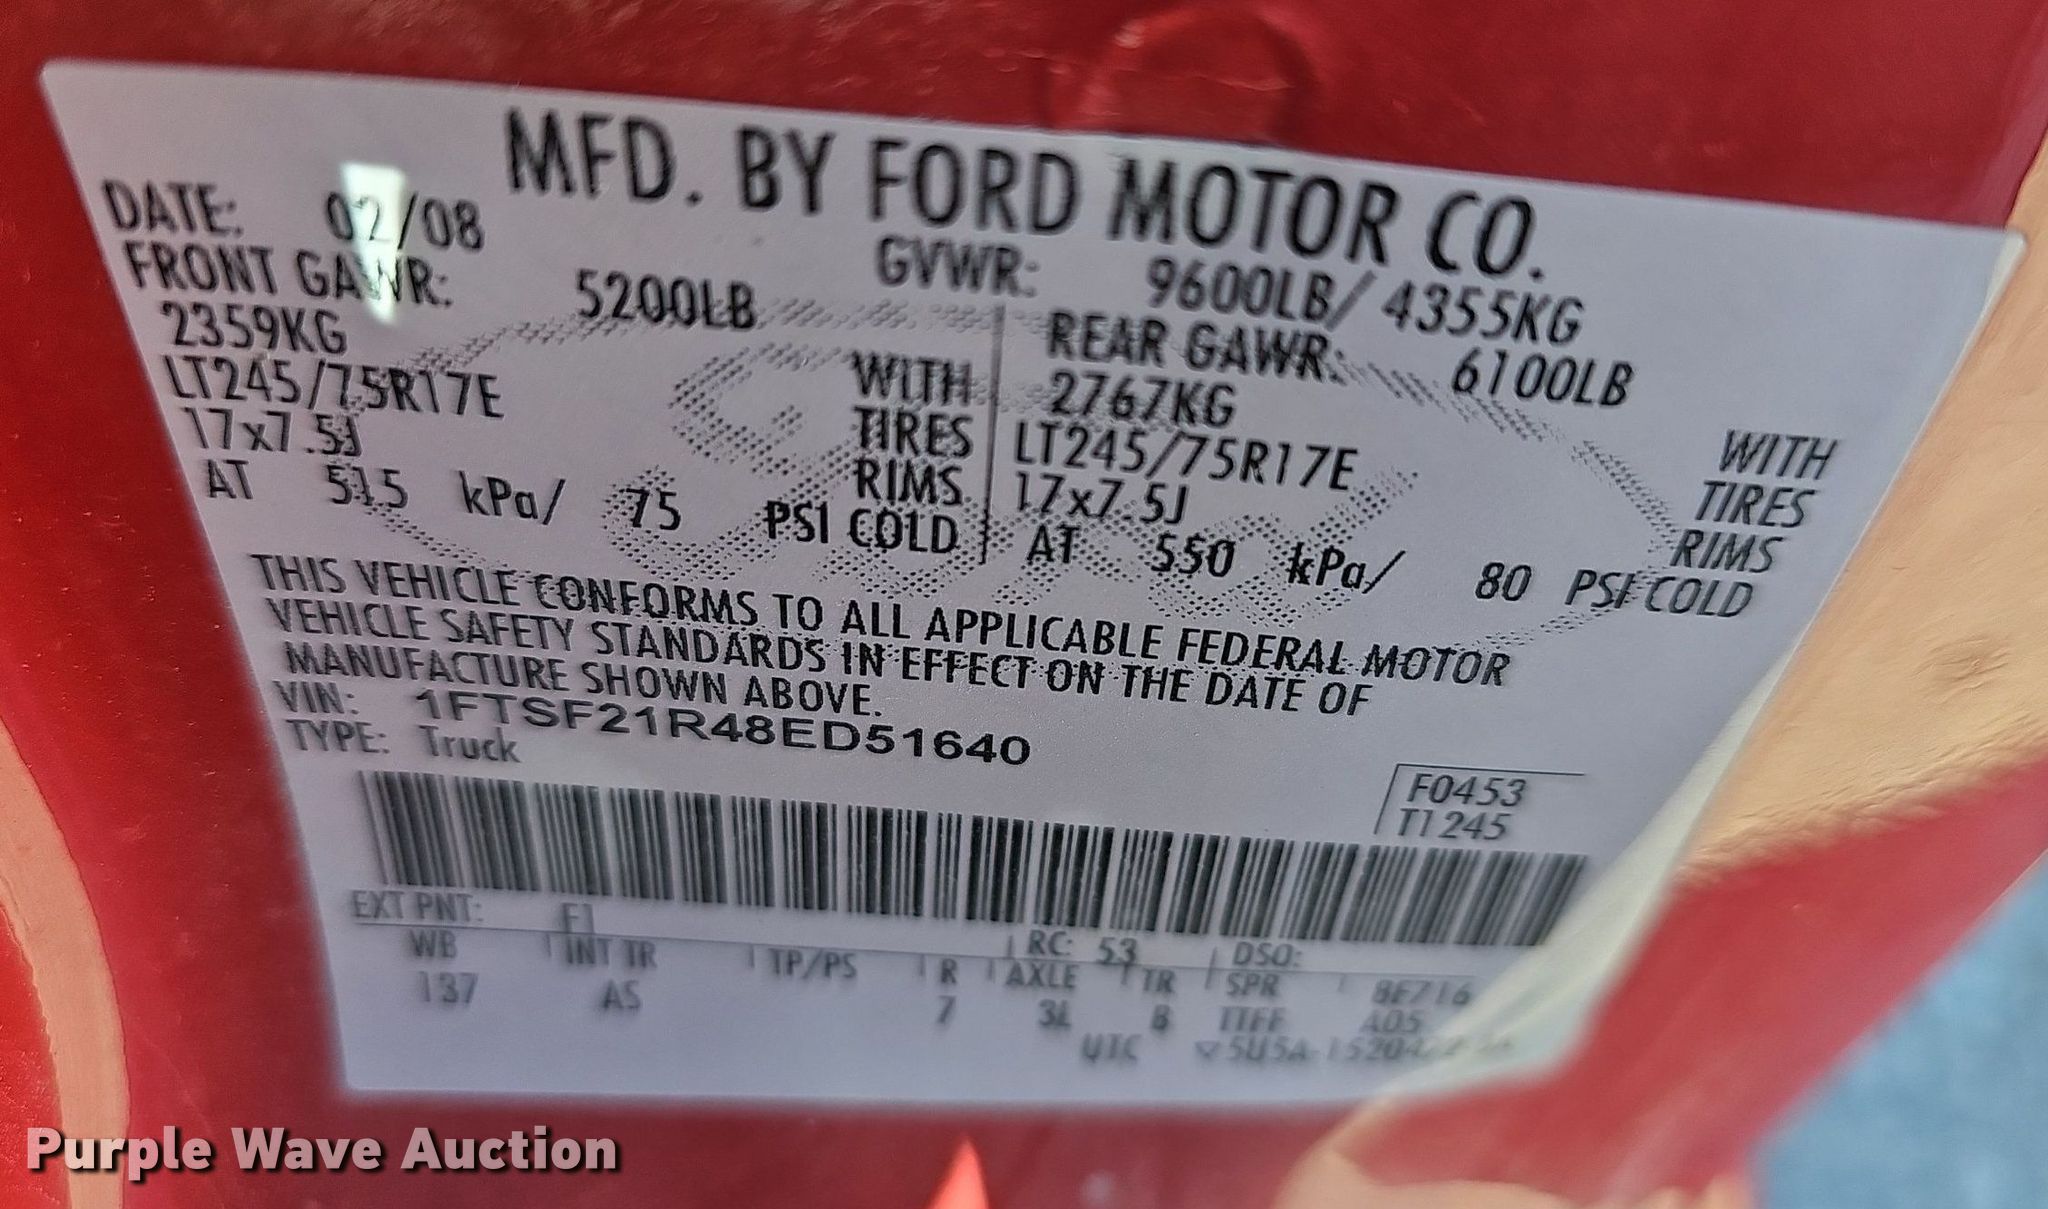 MFD. BY FORD MOTOR CO.
DATE: 02/08 GVWR: 9600LB/ 4355KG
FRONT GAWR: 5200LB REAR GAWR: 6100LB
2359KG WITH 2767KG WITH
LT245/75R17E TIRES LT245/75R17E TIRES
17x7.5J RIMS 17x7.5J RIMS
AT 515 kPa/ 75 PSI COLD AT 550 kPa/ 80 PSI COLD
THIS VEHICLE CONFORMS TO ALL APPLICABLE FEDERAL MOTOR
VEHICLE SAFETY STANDARDS IN EFFECT ON THE DATE OF
MANUFACTURE SHOWN ABOVE.
VIN: 1FTSF21R48ED51640
TYPE: Truck
F0453
T1245
EXT PNT: F1 RC: 53 DSO:
WB INT TR TP/PS R AXLE TR SPR
137 AS 7 B A05
UTC
Purple Wave Auction